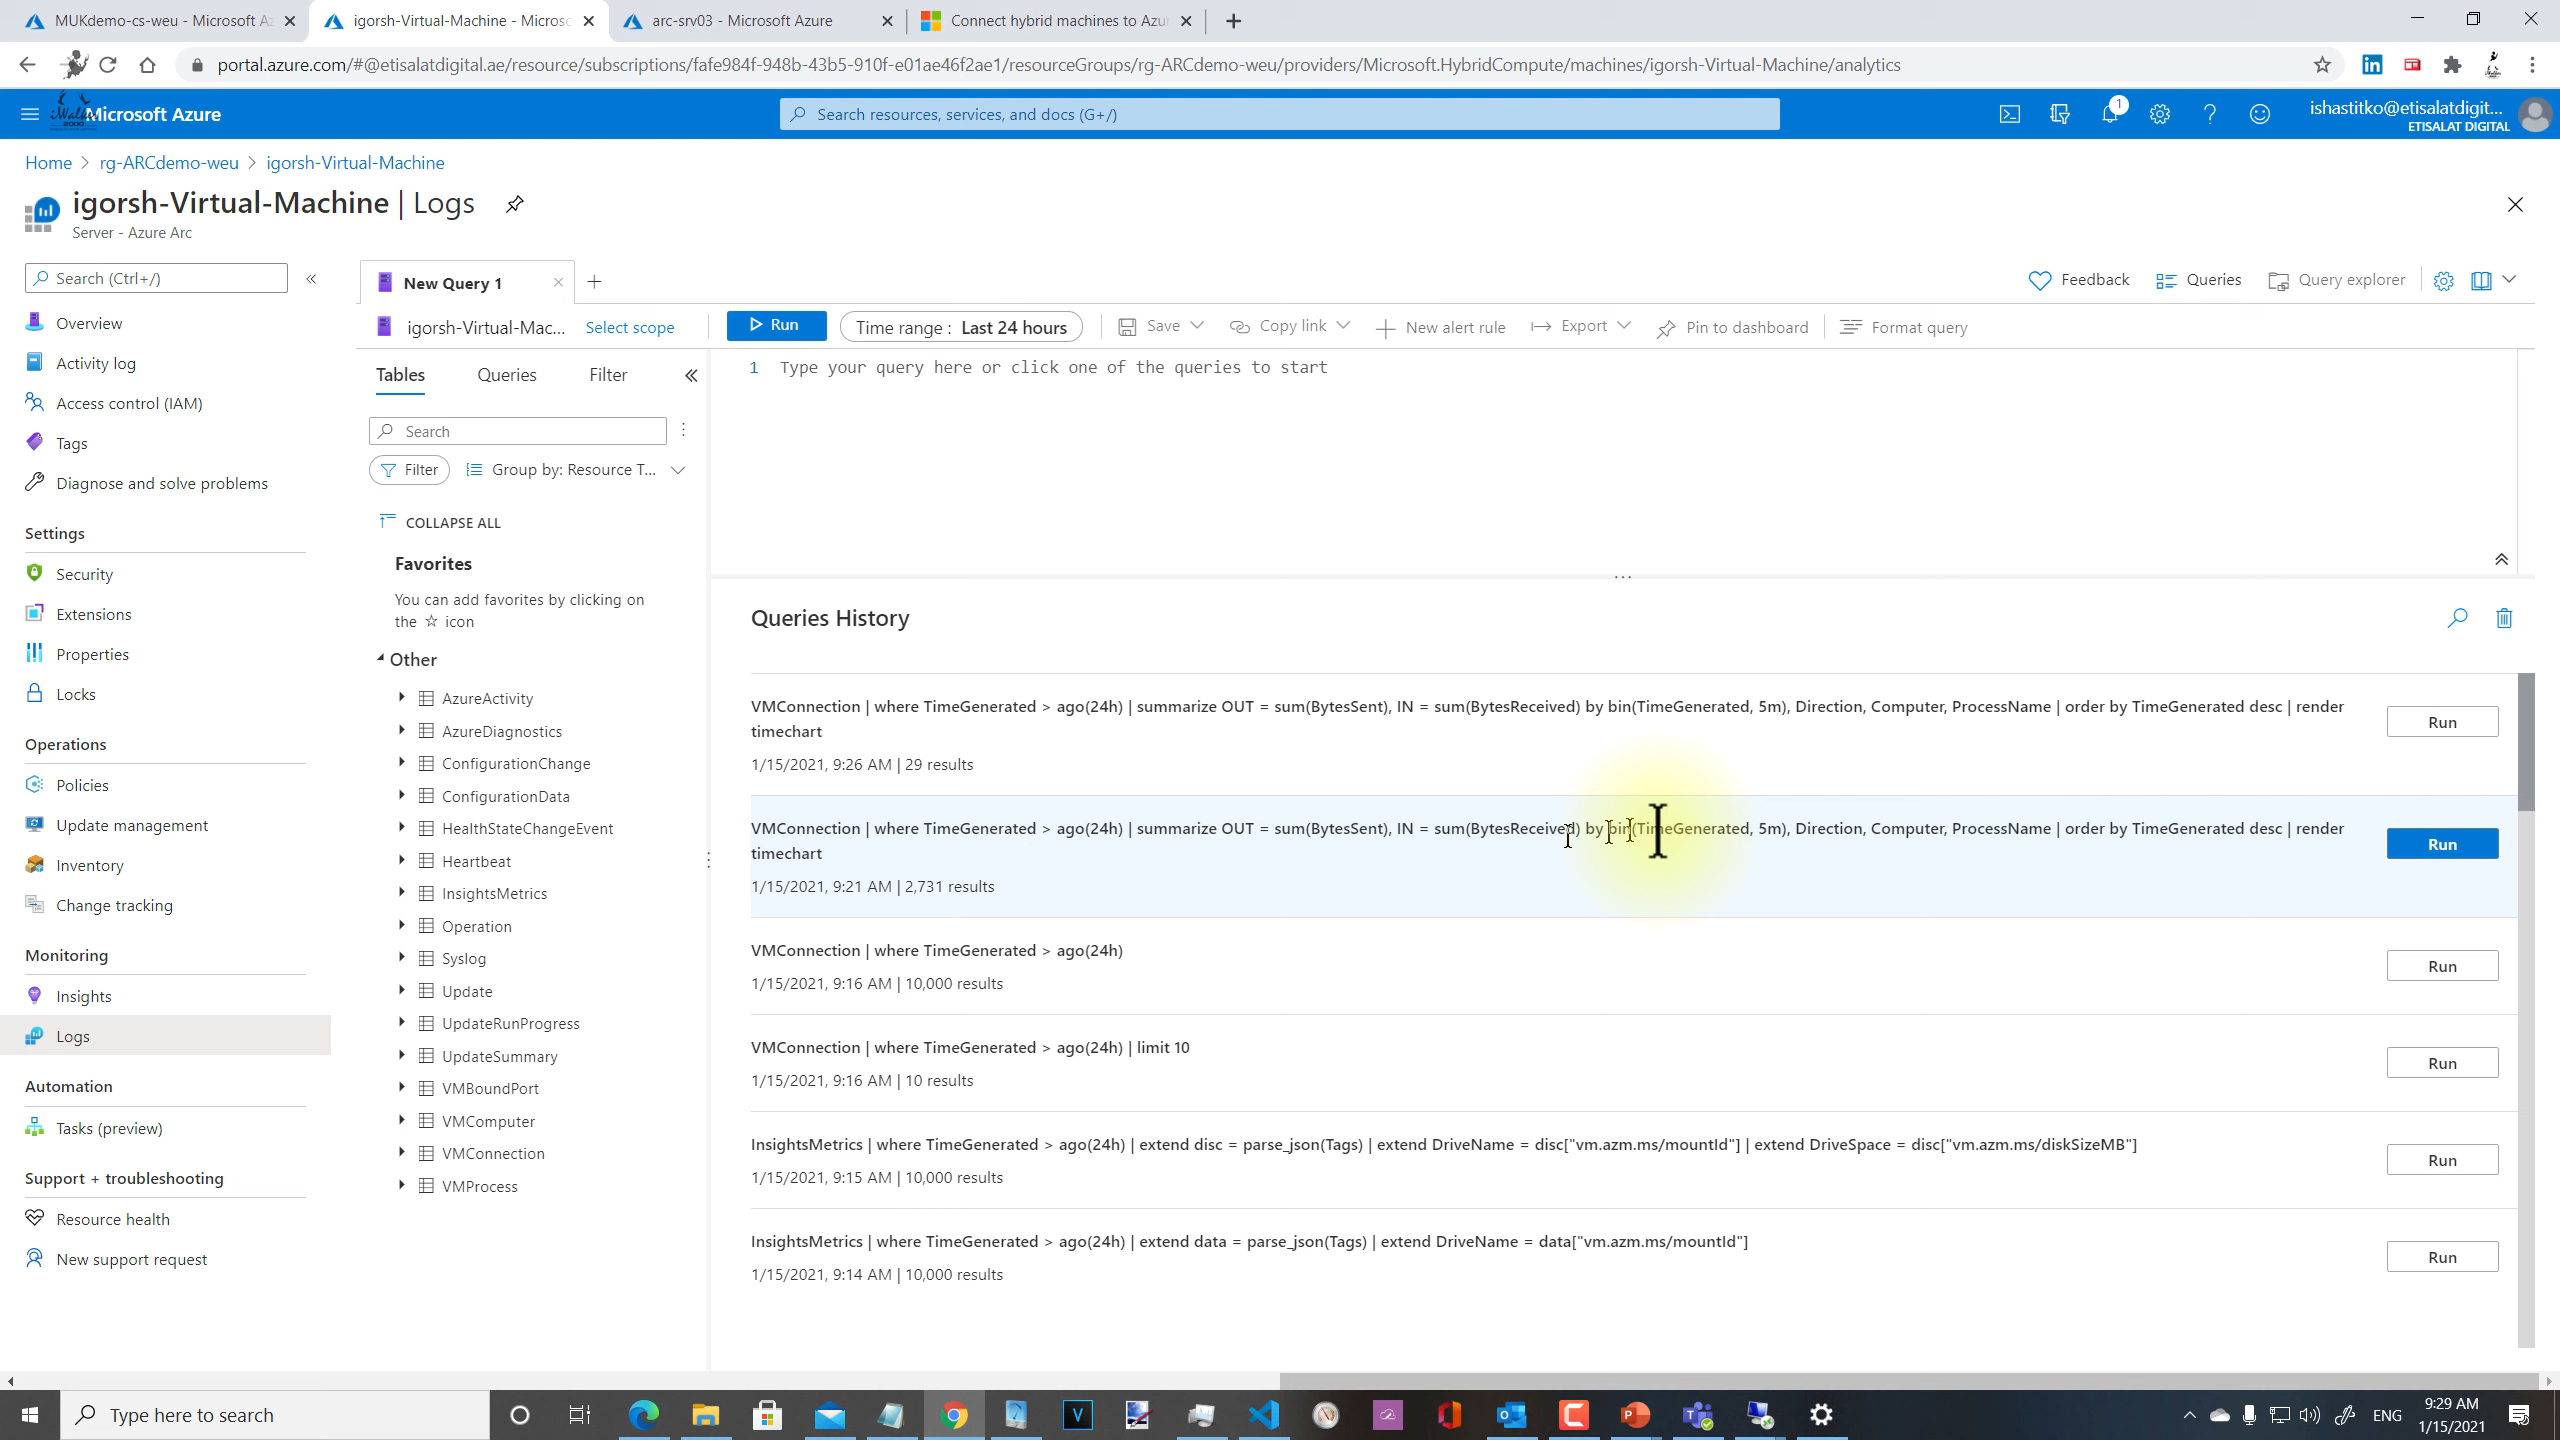 MUKdemo-cs-weu - Microsoft Az
igorsh-Virtual-Machine - Microso
arc-srv03 - Microsoft Azure
Connect hybrid machines to Azur
portal.azure.com/#@etisalatdigital.ae/resource/subscriptions/fafe984f-948b-43b5-910f-e01ae46f2ae1/resourceGroups/rg-ARCdemo-weu/providers/Microsoft.HybridCompute/machines/igorsh-Virtual-Machine/analytics
Microsoft Azure
Search resources, services, and docs (G+/)
1
ishastitko@etisalatdigit...
ETISALAT DIGITAL
Home > rg-ARCdemo-weu > igorsh-Virtual-Machine
igorsh-Virtual-Machine | Logs
Server - Azure Arc
Search (Ctrl+/)
Overview
Activity log
Access control (IAM)
Tags
Diagnose and solve problems
Settings
Security
Extensions
Properties
Locks
Operations
Policies
Update management
Inventory
Change tracking
Monitoring
Insights
Logs
Automation
Tasks (preview)
Support + troubleshooting
Resource health
New support request
New Query 1
Feedback
Queries
Query explorer
igorsh-Virtual-Mac...
Select scope
Run
Time range : Last 24 hours
Save
Copy link
New alert rule
Export
Pin to dashboard
Format query
Tables
Queries
Filter
Search
Filter
Group by: Resource T...
COLLAPSE ALL
Favorites
You can add favorites by clicking on
the ☆ icon
Other
AzureActivity
AzureDiagnostics
ConfigurationChange
ConfigurationData
HealthStateChangeEvent
Heartbeat
InsightsMetrics
Operation
Syslog
Update
UpdateRunProgress
UpdateSummary
VMBoundPort
VMComputer
VMConnection
VMProcess
1 Type your query here or click one of the queries to start
Queries History
VMConnection | where TimeGenerated > ago(24h) | summarize OUT = sum(BytesSent), IN = sum(BytesReceived) by bin(TimeGenerated, 5m), Direction, Computer, ProcessName | order by TimeGenerated desc | render
timechart
1/15/2021, 9:26 AM | 29 results
Run
VMConnection | where TimeGenerated > ago(24h) | summarize OUT = sum(BytesSent), IN = sum(BytesReceived) by bin(TimeGenerated, 5m), Direction, Computer, ProcessName | order by TimeGenerated desc | render
timechart
1/15/2021, 9:21 AM | 2,731 results
Run
VMConnection | where TimeGenerated > ago(24h)
1/15/2021, 9:16 AM | 10,000 results
Run
VMConnection | where TimeGenerated > ago(24h) | limit 10
1/15/2021, 9:16 AM | 10 results
Run
InsightsMetrics | where TimeGenerated > ago(24h) | extend disc = parse_json(Tags) | extend DriveName = disc["vm.azm.ms/mountId"] | extend DriveSpace = disc["vm.azm.ms/diskSizeMB"]
1/15/2021, 9:15 AM | 10,000 results
Run
InsightsMetrics | where TimeGenerated > ago(24h) | extend data = parse_json(Tags) | extend DriveName = data["vm.azm.ms/mountId"]
1/15/2021, 9:14 AM | 10,000 results
Run
Type here to search
ENG
9:29 AM
1/15/2021